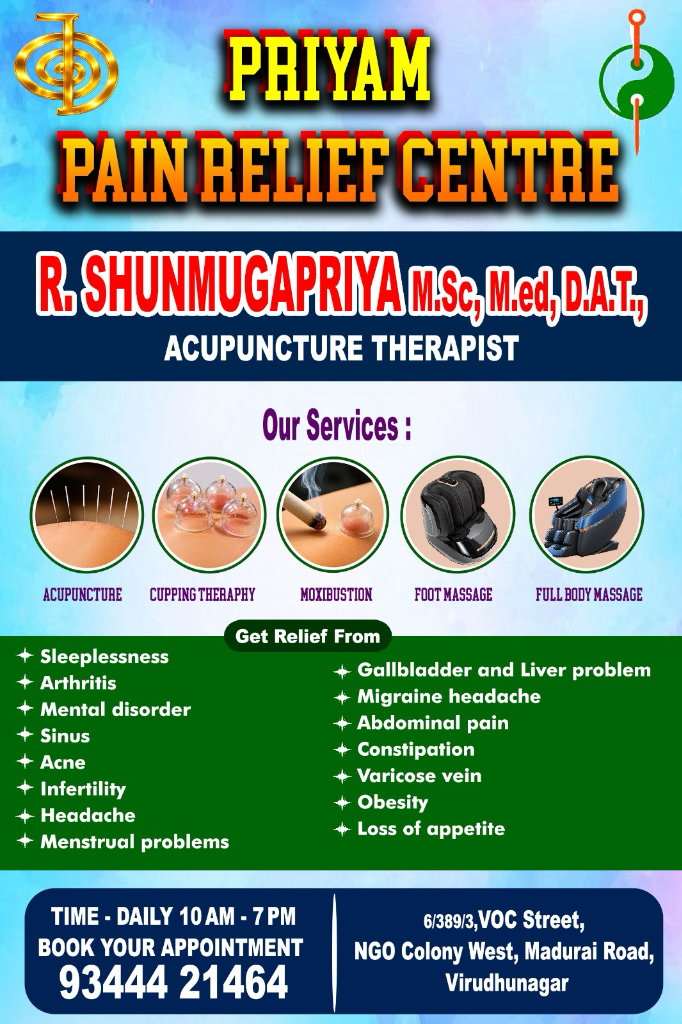 PRIYAM
PAIN RELIEF CENTRE
R. SHUNMUGAPRIYA M.Sc, M.ed, D.A.T.,
ACUPUNCTURE THERAPIST
Our Services :
ACUPUNCTURE
CUPPING THERAPHY
MOXIBUSTION
FOOT MASSAGE
FULL BODY MASSAGE
Get Relief From
Sleeplessness
Arthritis
Mental disorder
Sinus
Acne
Infertility
Headache
Menstrual problems
Gallbladder and Liver problem
Migraine headache
Abdominal pain
Constipation
Varicose vein
Obesity
Loss of appetite
TIME - DAILY 10 AM - 7 PM
BOOK YOUR APPOINTMENT
93444 21464
6/389/3,VOC Street,
NGO Colony West, Madurai Road,
Virudhunagar